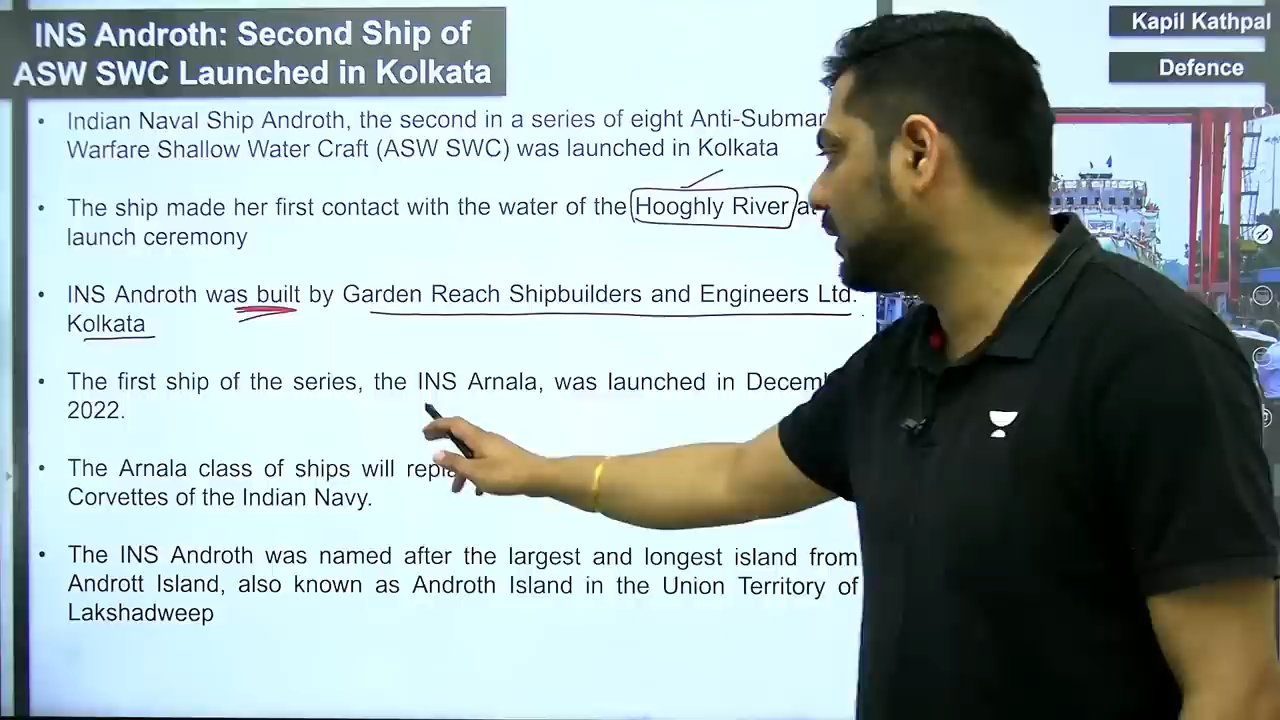 INS Androth: Second Ship of
ASW SWC Launched in Kolkata
Kapil Kathpal
Defence
• Indian Naval Ship Androth, the second in a series of eight
Warfare Shallow Water Craft (ASW SWC) was launched in Kolkata
• The ship made her first contact with the water of the Hooghly River
launch ceremony
• INS Androth was built by Garden Reach Shipbuilders and Engineers Ltd.
Kolkata
• The first ship of the series, the INS Arnala, was launched in
2022.
• The Arnala class of ships will
Corvettes of the Indian Navy.
• The INS Androth was named after the largest and longest island from
Andrott Island, also known as Androth Island in the Union Territory of
Lakshadweep